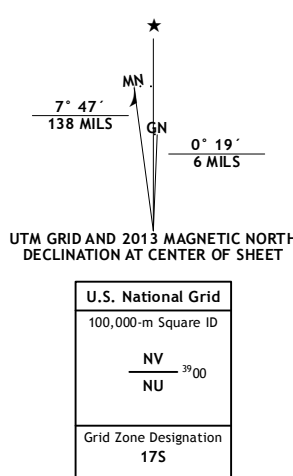 ★
MN
GN
7° 47´
138 MILS
0° 19´
6 MILS
UTM GRID AND 2013 MAGNETIC NORTH
DECLINATION AT CENTER OF SHEET
U.S. National Grid
100,000-m Square ID
NV
3900
NU
Grid Zone Designation
17S